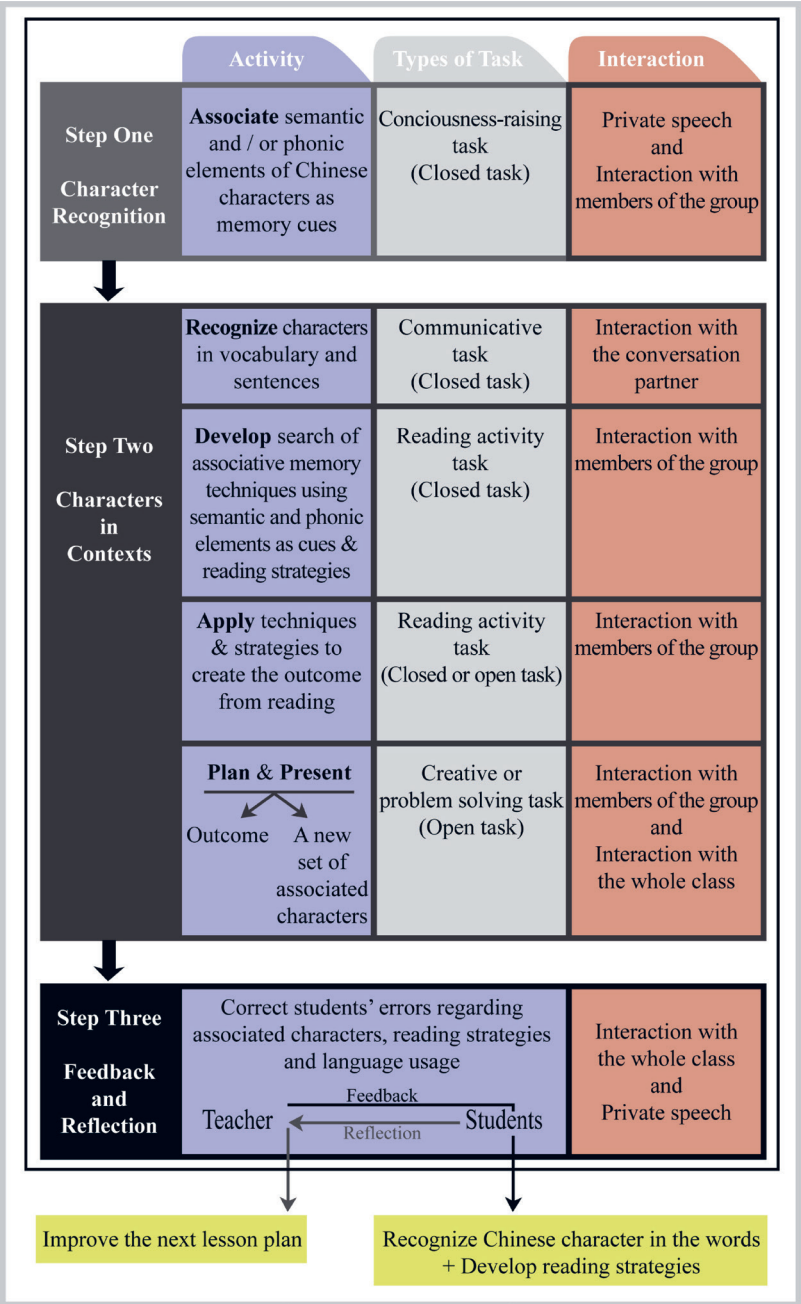 Activity
Types of Task
Interaction
Step One
Character
Recognition
Associate semantic
and / or phonic
elements of Chinese
characters as
memory cues
Conciousness-raising
task
(Closed task)
Private speech
and
Interaction with
members of the group
Step Two
Characters
in
Contexts
Recognize characters
in vocabulary and
sentences
Communicative
task
(Closed task)
Interaction with
the conversation
partner
Develop search of
associative memory
techniques using
semantic and phonic
elements as cues &
reading strategies
Reading activity
task
(Closed task)
Interaction with
members of the group
Apply techniques
& strategies to
create the outcome
from reading
Reading activity
task
(Closed or open task)
Interaction with
members of the group
Plan & Present
Outcome
A new
set of
associated
characters
Creative or
problem solving task
(Open task)
Interaction with
members of the group
and
Interaction with
the whole class
Step Three
Feedback
and
Reflection
Correct students’ errors regarding
associated characters, reading strategies
and language usage
Feedback
Teacher
Students
Reflection
Interaction with
the whole class
and
Private speech
Improve the next lesson plan
Recognize Chinese character in the words
+ Develop reading strategies